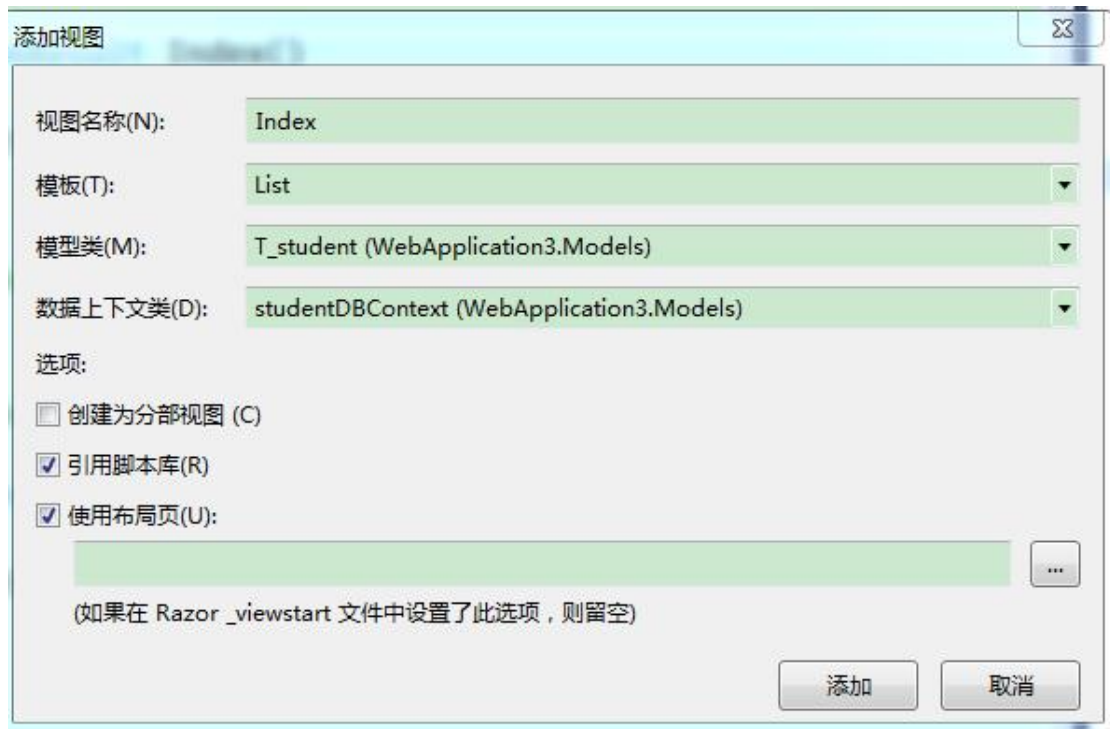 添加视图
Index()
视图名称(N): Index
模板(T): List
模型类(M): T_student (WebApplication3.Models)
数据上下文类(D): studentDBContext (WebApplication3.Models)
选项:
创建为分部视图 (C)
引用脚本库(R)
使用布局页(U):
...
(如果在 Razor _viewstart 文件中设置了此选项，则留空)
添加 取消